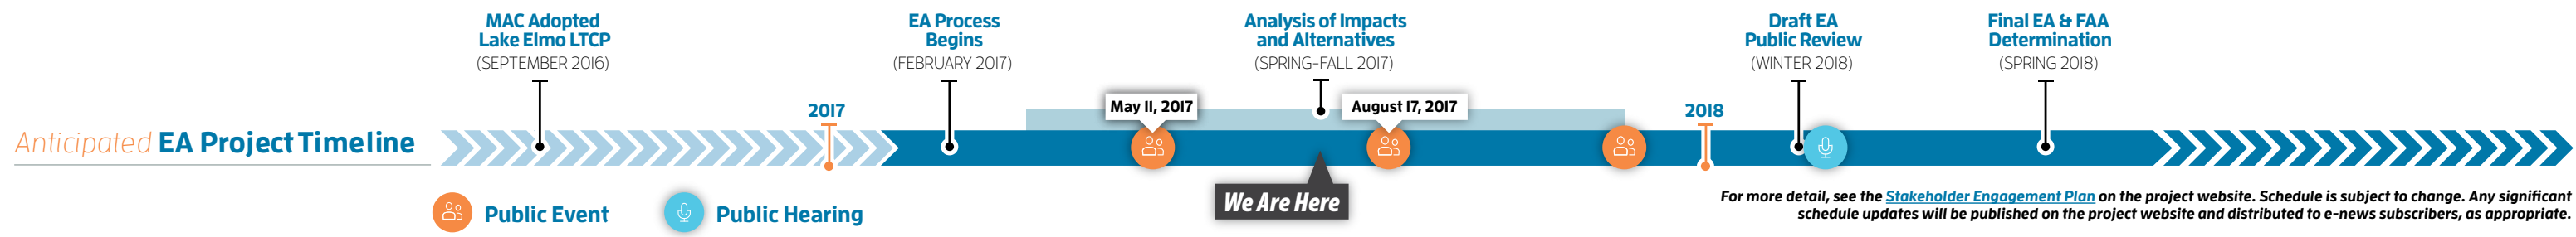 MAC Adopted
Lake Elmo LTCP
(SEPTEMBER 2016)
EA Process
Begins
(FEBRUARY 2017)
Analysis of Impacts
and Alternatives
(SPRING-FALL 2017)
Draft EA
Public Review
(WINTER 2018)
Final EA & FAA
Determination
(SPRING 2018)
2017
May 11, 2017
August 17, 2017
2018
Anticipated EA Project Timeline
We Are Here
Public Event
Public Hearing
For more detail, see the Stakeholder Engagement Plan on the project website. Schedule is subject to change. Any significant
schedule updates will be published on the project website and distributed to e-news subscribers, as appropriate.